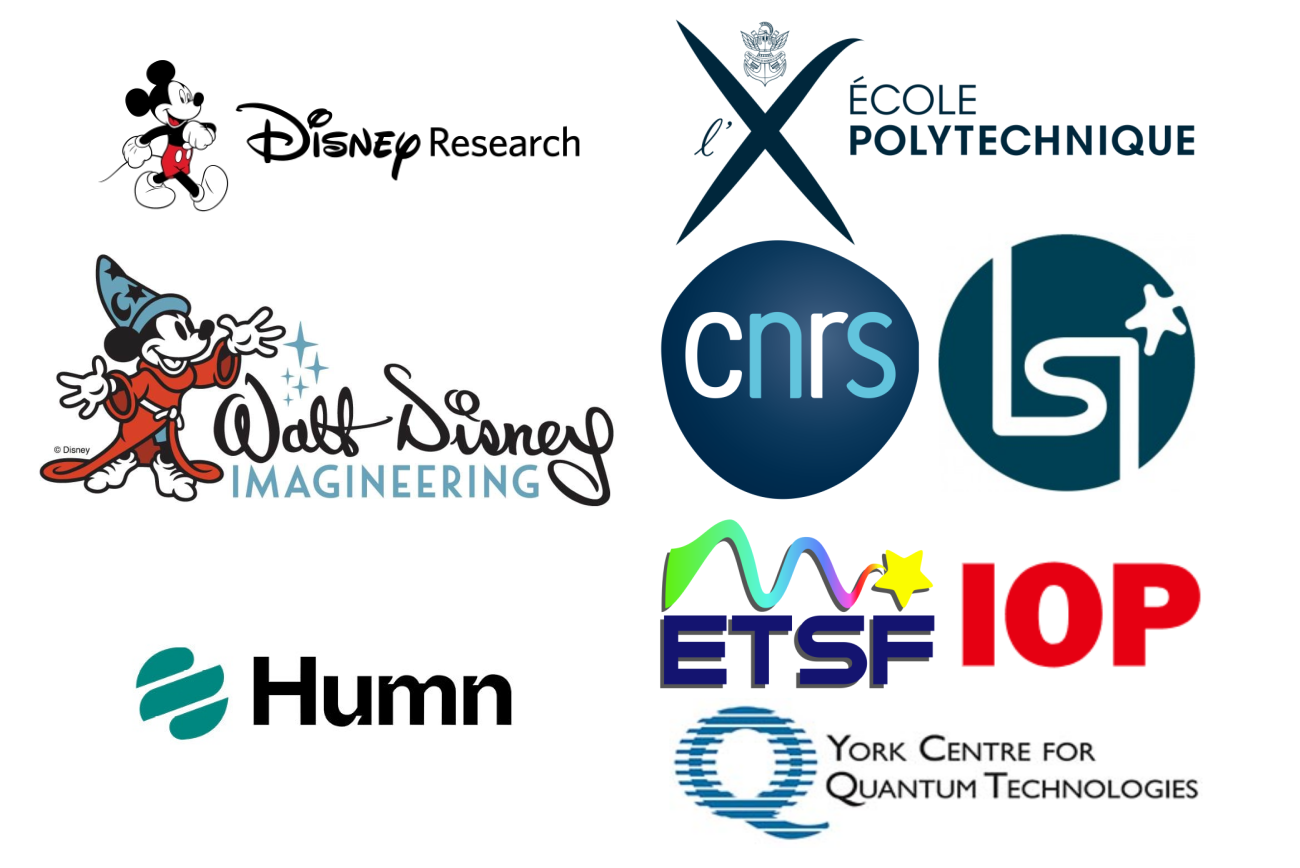 Disney Research
© Disney
Walt Disney
IMAGINEERING
Humn
l'X
ÉCOLE
POLYTECHNIQUE
cnrs
LSI
ETSF
IOP
Q
YORK CENTRE FOR
QUANTUM TECHNOLOGIES